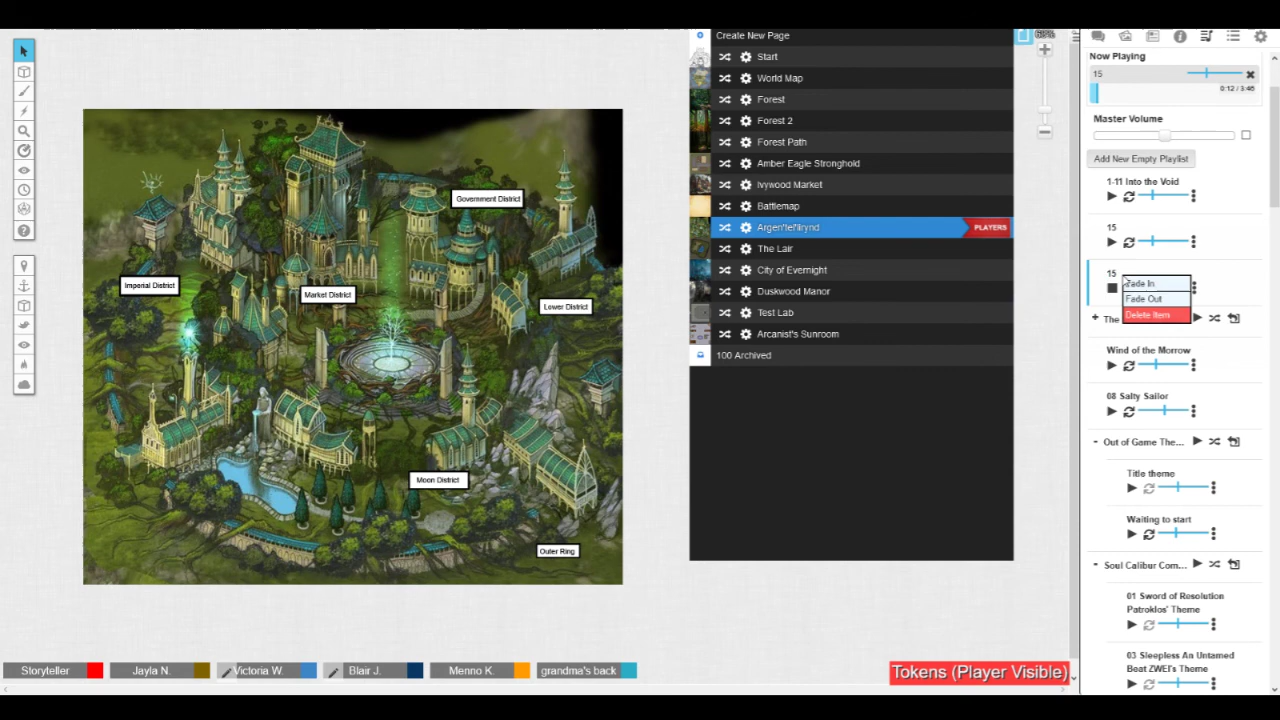 Create New Page
Start
World Map
Forest
Forest 2
Forest Path
Amber Eagle Stronghold
Ivywood Market
Battlemap
Argen'tel'lirynd
PLAYERS
The Lair
City of Evernight
Duskwood Manor
Test Lab
Arcanist's Sunroom
100 Archived
Government District
Imperial District
Market District
Lower District
Moon District
Outer Ring
Now Playing
15
0:12 / 3:46
Master Volume
Add New Empty Playlist
1-11 Into the Void
15
15
Fade In
Fade Out
Delete Item
+ The
Wind of the Morrow
08 Salty Sailor
- Out of Game The...
Title theme
Waiting to start
- Soul Calibur Com...
01 Sword of Resolution
Patroklos' Theme
03 Sleepless An Untamed
Beat ZWEI's Theme
Storyteller
Jayla N.
Victoria W.
Blair J.
Menno K.
grandma's back
Tokens (Player Visible)